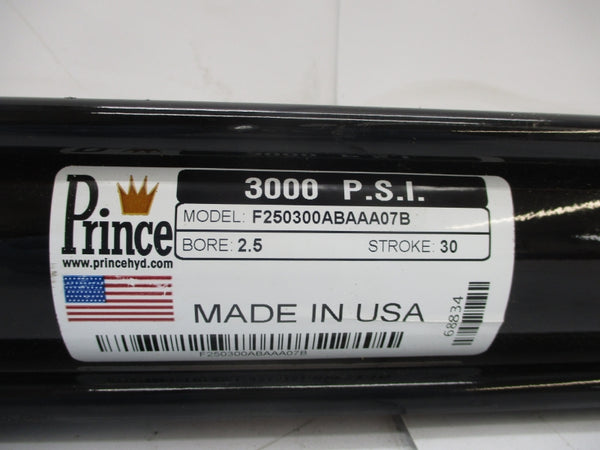 Prince
www.princehyd.com
3000 P.S.I.
MODEL: F250300ABAAA07B
BORE: 2.5 STROKE: 30
MADE IN USA
F250300ABAAA07B
68834